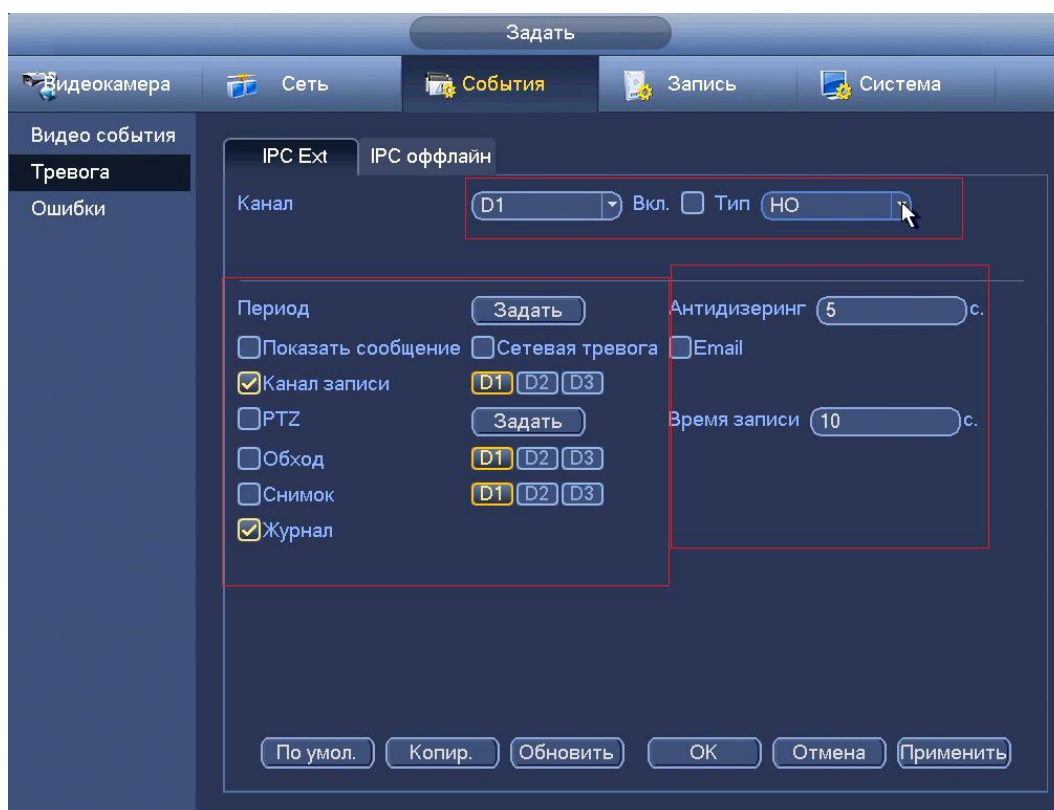 Задать
Видеокамера Сеть События Запись Система
Видео события
Тревога
Ошибки
IPC Ext IPC оффлайн
Канал D1 Вкл. Тип НО
Период Задать Антидизеринг 5 с.
Показать сообщение Сетевая тревога Email
Канал записи D1 D2 D3
PTZ Задать Время записи 10 с.
Обход D1 D2 D3
Снимок D1 D2 D3
Журнал
По умол. Копир. Обновить OK Отмена Применить